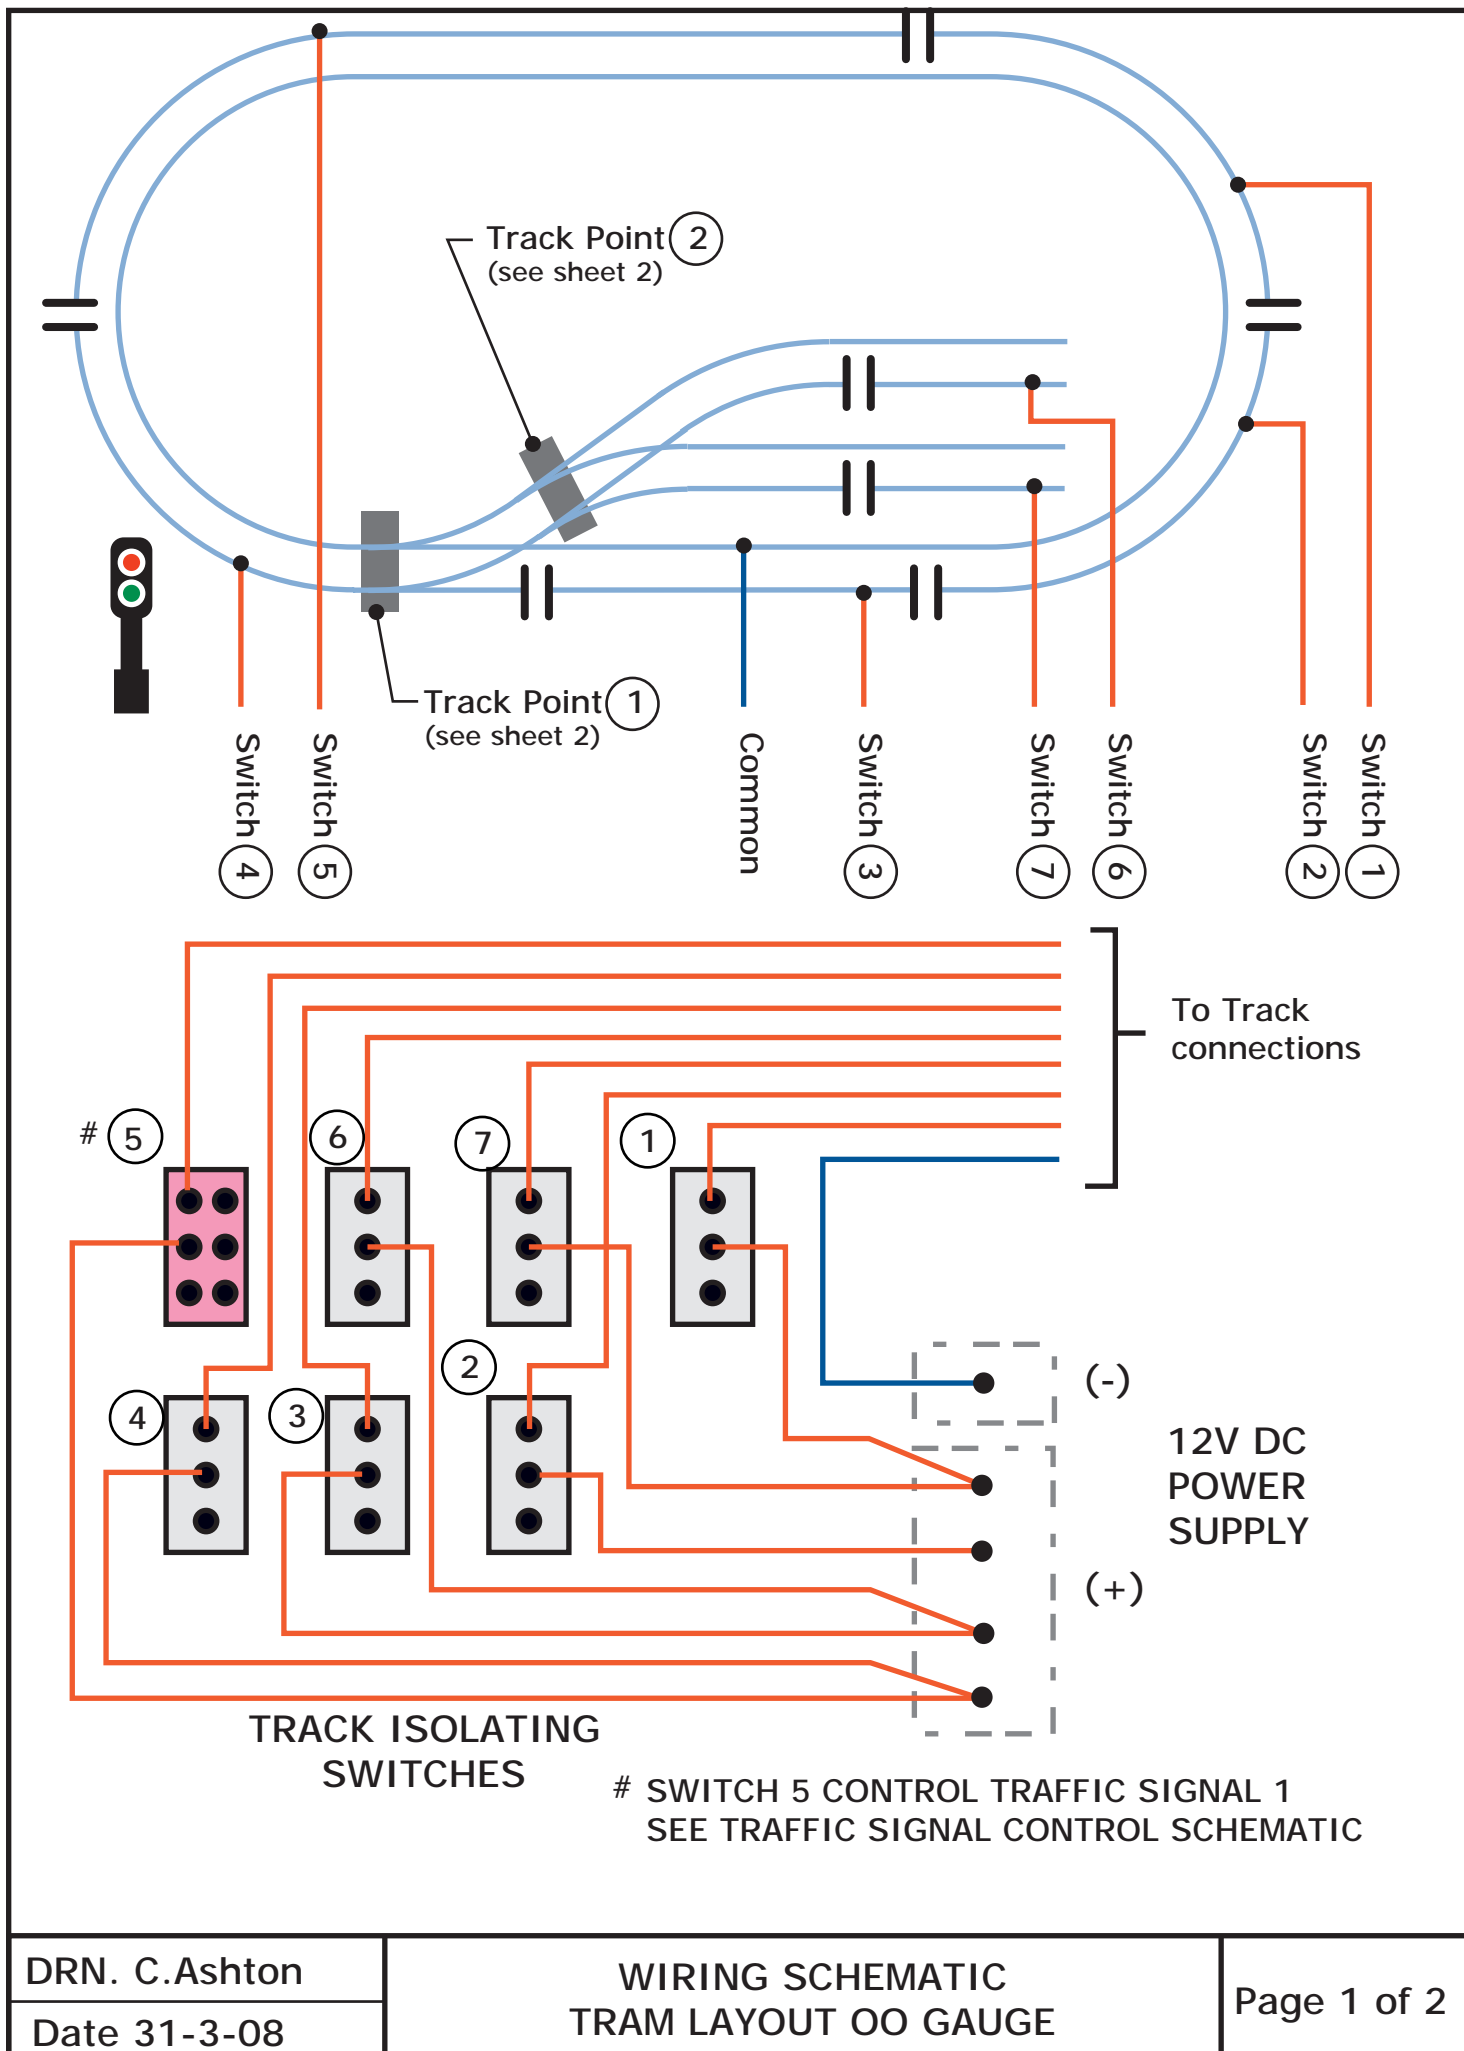 Track Point 2
(see sheet 2)
Track Point 1
(see sheet 2)
Switch 4
Switch 5
Common
Switch 3
Switch 7
Switch 6
Switch 2
Switch 1
To Track
connections
# 5
6
7
1
4
3
2
(-)
12V DC
POWER
SUPPLY
(+)
TRACK ISOLATING
SWITCHES
# SWITCH 5 CONTROL TRAFFIC SIGNAL 1
SEE TRAFFIC SIGNAL CONTROL SCHEMATIC
DRN. C.Ashton
Date 31-3-08
WIRING SCHEMATIC
TRAM LAYOUT OO GAUGE
Page 1 of 2